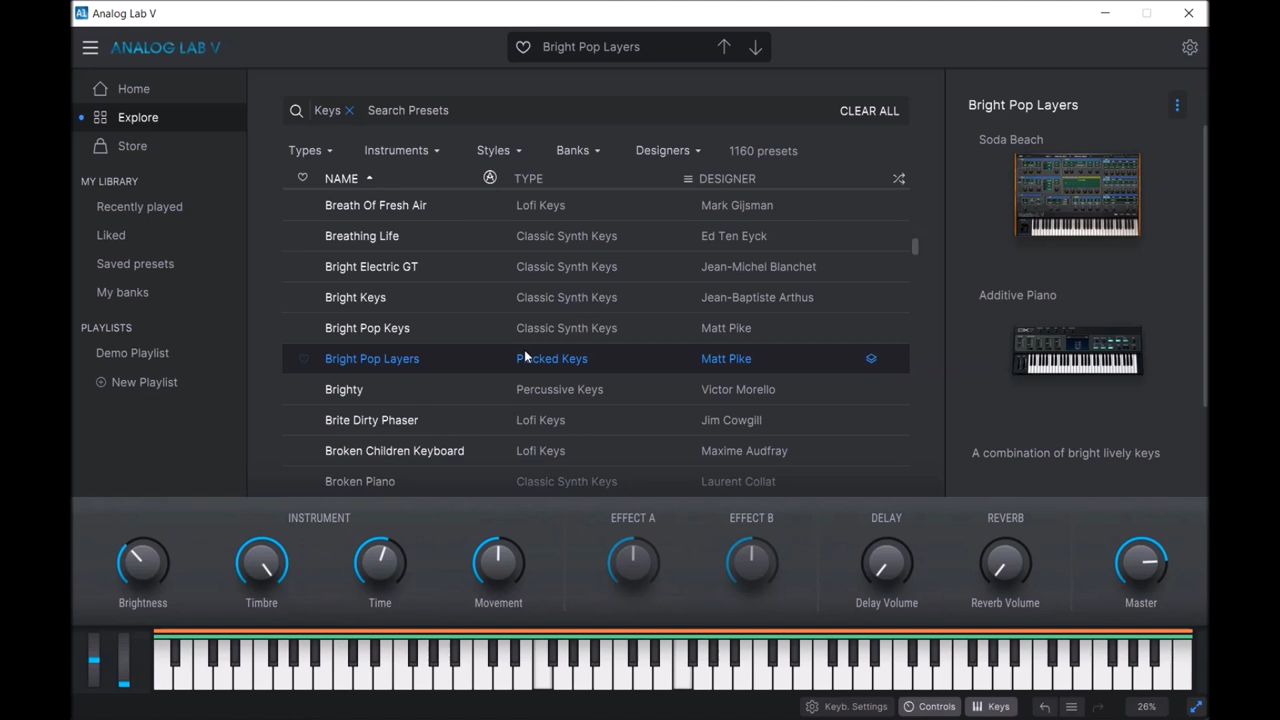 Analog Lab V
ANALOG LAB V
Bright Pop Layers
Home
Explore
Store
MY LIBRARY
Recently played
Liked
Saved presets
My banks
PLAYLISTS
Demo Playlist
New Playlist
Keys Search Presets CLEAR ALL
Types Instruments Styles Banks Designers 1160 presets
NAME TYPE DESIGNER
Breath Of Fresh Air Lofi Keys Mark Gijsman
Breathing Life Classic Synth Keys Ed Ten Eyck
Bright Electric GT Classic Synth Keys Jean-Michel Blanchet
Bright Keys Classic Synth Keys Jean-Baptiste Arthus
Bright Pop Keys Classic Synth Keys Matt Pike
Bright Pop Layers Keys Matt Pike
Brighty Percussive Keys Victor Morello
Brite Dirty Phaser Lofi Keys Jim Cowgill
Broken Children Keyboard Lofi Keys Maxime Audfray
Broken Piano Classic Synth Keys Laurent Collat
Bright Pop Layers
Soda Beach
Additive Piano
A combination of bright lively keys
INSTRUMENT EFFECT A EFFECT B DELAY REVERB
Brightness Timbre Time Movement Delay Volume Reverb Volume Master
Keyb. Settings Controls Keys 26%